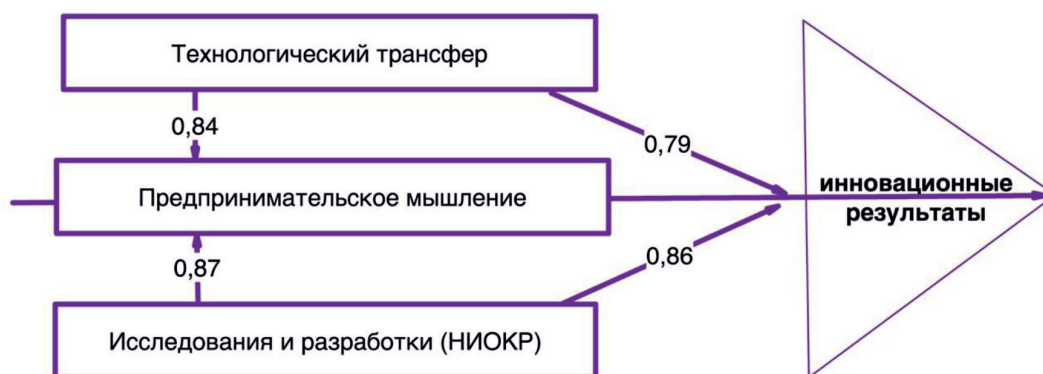 Технологический трансфер
0,84
0,79
Предпринимательское мышление
инновационные
результаты
0,87
0,86
Исследования и разработки (НИОКР)